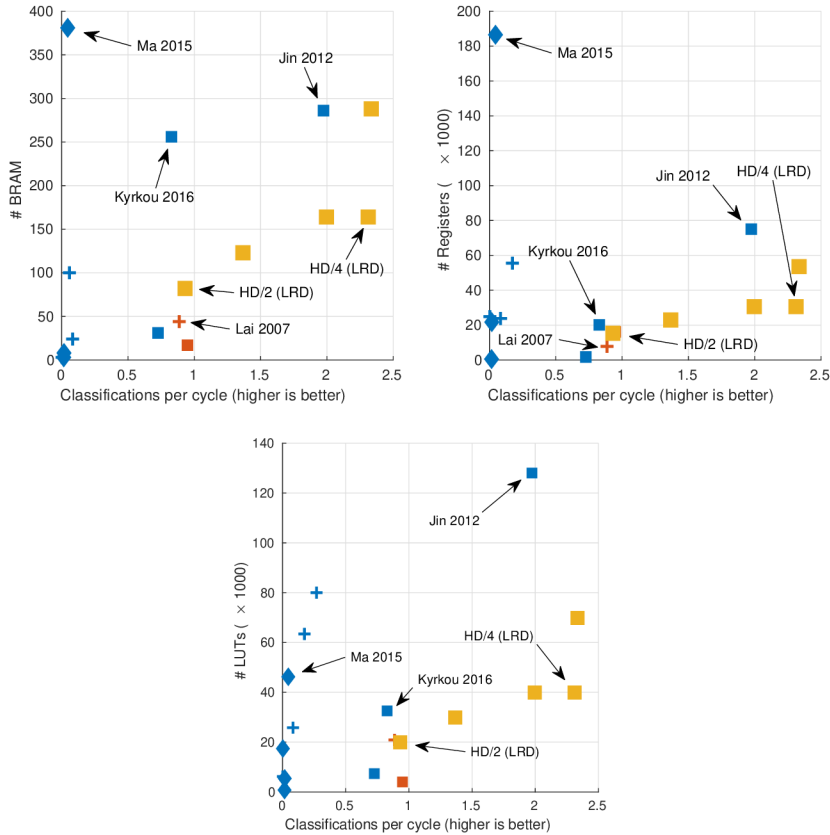 400
350
300
250
200
150
100
50
0
# BRAM
Ma 2015
Jin 2012
Kyrkou 2016
HD/4 (LRD)
HD/2 (LRD)
Lai 2007
0 0.5 1 1.5 2 2.5
Classifications per cycle (higher is better)
200
180
160
140
120
100
80
60
40
20
0
# Registers ( × 1000)
Ma 2015
HD/4 (LRD)
Jin 2012
Kyrkou 2016
Lai 2007
HD/2 (LRD)
0 0.5 1 1.5 2 2.5
Classifications per cycle (higher is better)
140
120
100
80
60
40
20
0
# LUTs ( × 1000)
Jin 2012
HD/4 (LRD)
Ma 2015
Kyrkou 2016
HD/2 (LRD)
0 0.5 1 1.5 2 2.5
Classifications per cycle (higher is better)